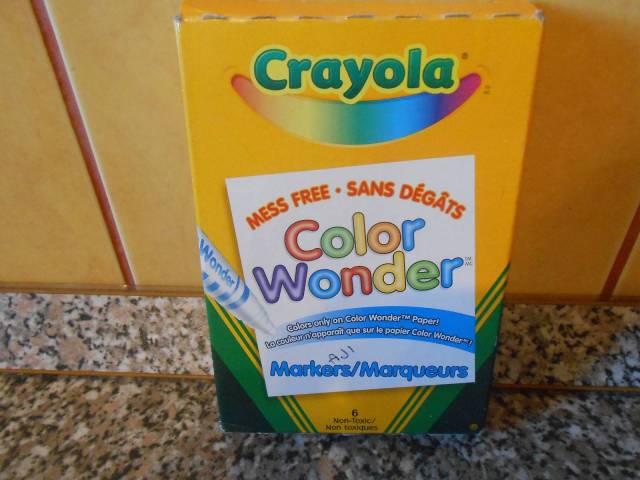 Crayola
MESS FREE • SANS DÉGÂTS
Color
Wonder™
Wonder!
Colors only on Color Wonder™ Paper!
La couleur n'apparaît que sur le papier Color Wonder™!
AJ!
Markers/Marqueurs
6
Non-Toxic/
Non toxiques